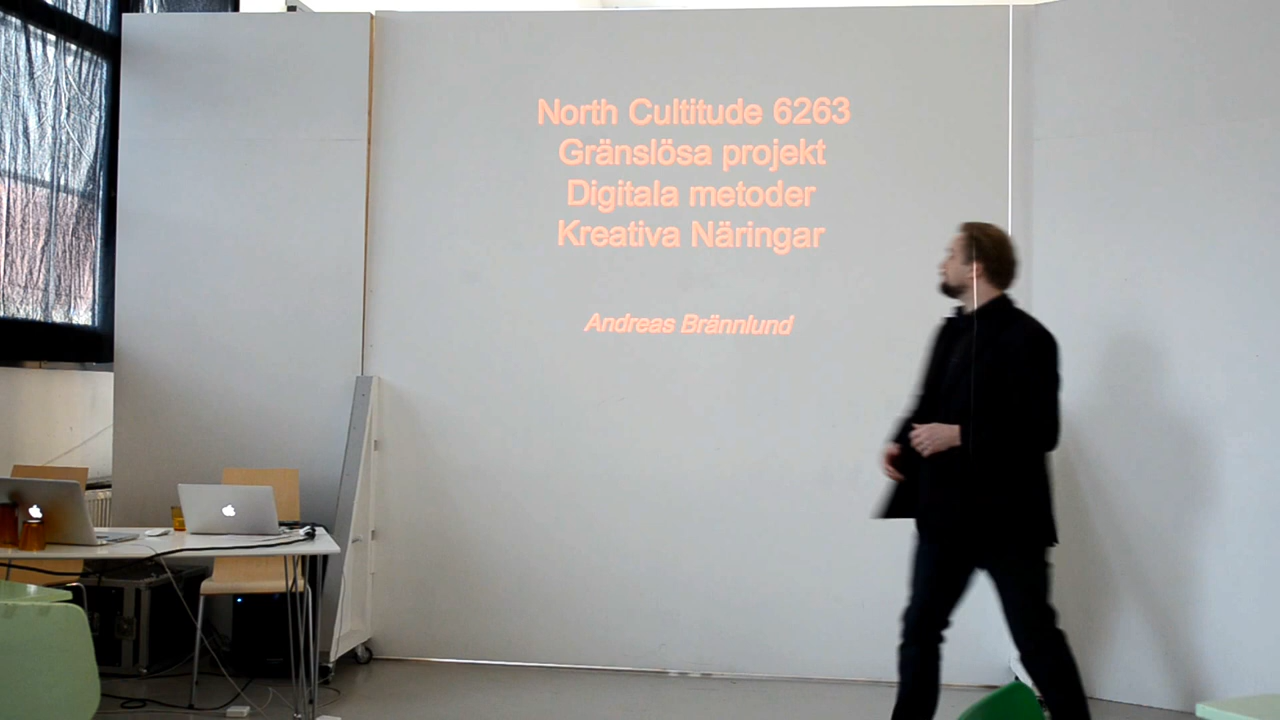 North Cultitude 6263
Gränslösa projekt
Digitala metoder
Kreativa Näringar
Andreas Brännlund